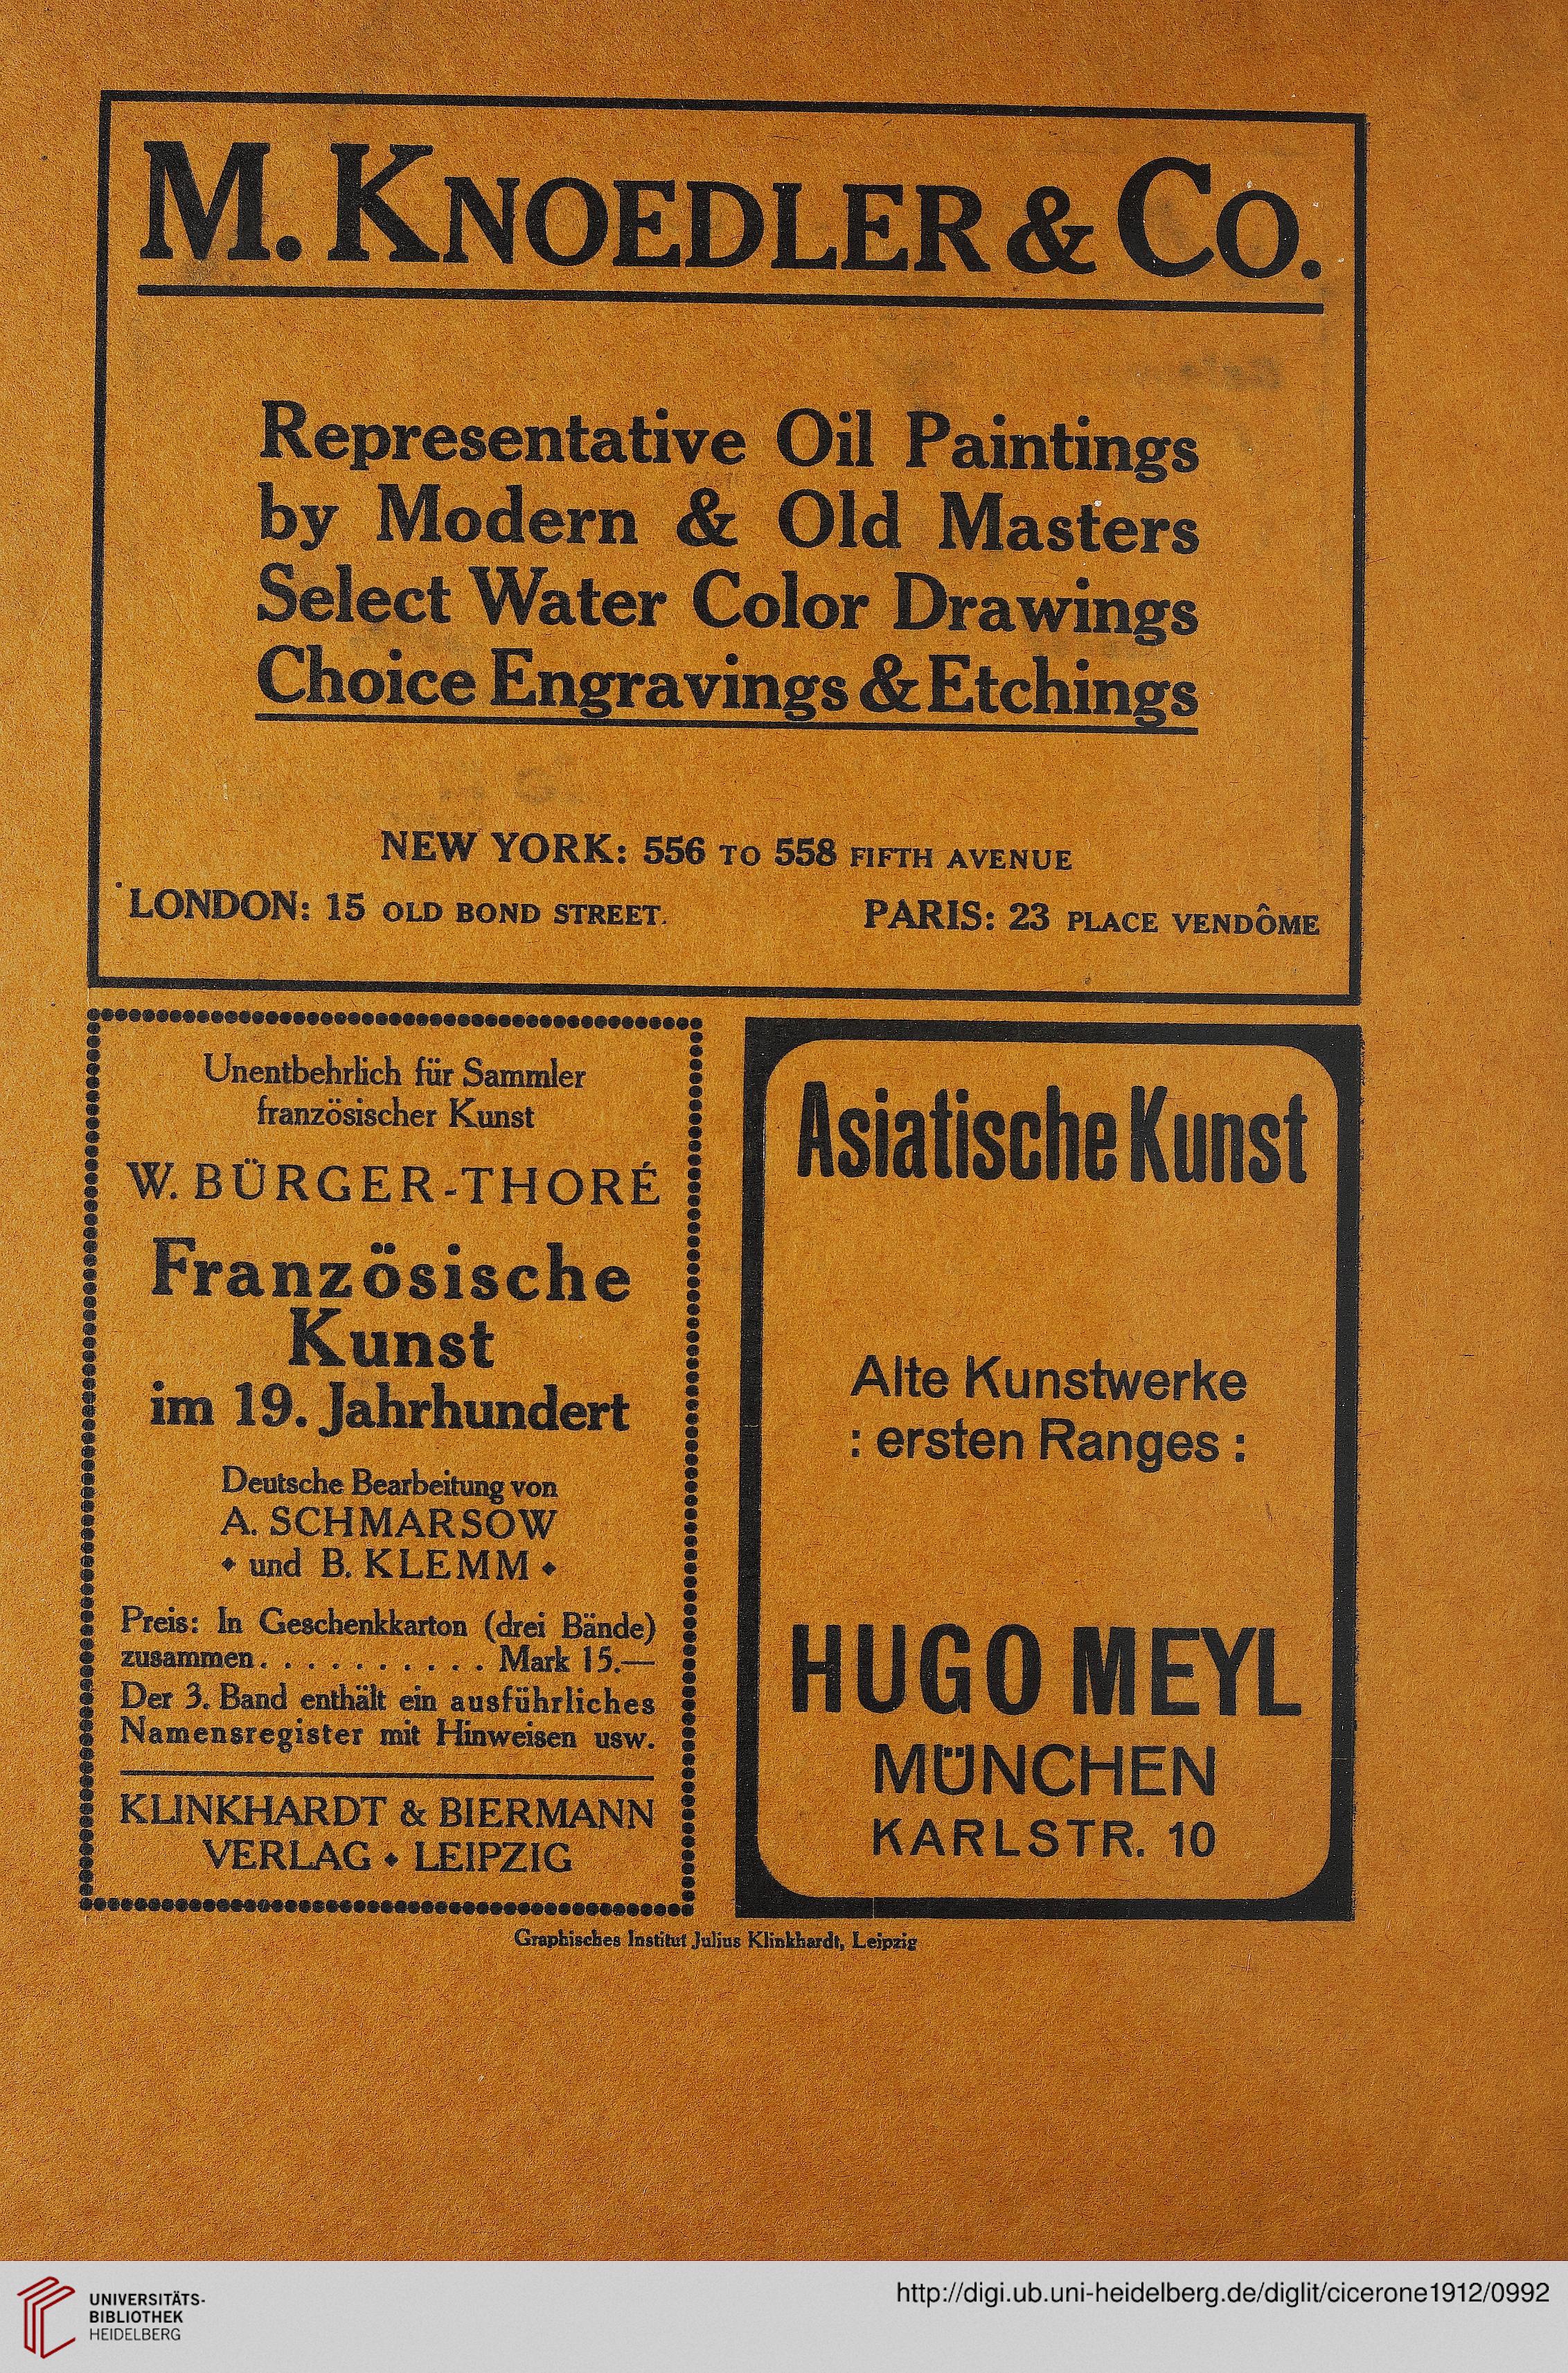 M. KNOEDLER & CO.
Representative Oil Paintings
by Modern & Old Masters
Select Water Color Drawings
Choice Engravings & Etchings
NEW YORK: 556 TO 558 FIFTH AVENUE
LONDON: 15 OLD BOND STREET. PARIS: 23 PLACE VENDÔME
Unentbehrlich für Sammler
französischer Kunst
W. BÜRGER-THORÉ
Französische
Kunst
im 19. Jahrhundert
Deutsche Bearbeitung von
A. SCHMARSOW
◆ und B. KLEMM ◆
Preis: In Geschenkkarton (drei Bände)
zusammen . . . . . . . . . . Mark 15.—
Der 3. Band enthält ein ausführliches
Namensregister mit Hinweisen usw.
KLINKHARDT & BIERMANN
VERLAG ◆ LEIPZIG
Asiatische Kunst
Alte Kunstwerke
: ersten Ranges :
HUGO MEYL
MÜNCHEN
KARLSTR. 10
Graphisches Institut Julius Klinkhardt, Leipzig
UNIVERSITÄTS-
BIBLIOTHEK
HEIDELBERG
http://digi.ub.uni-heidelberg.de/diglit/cicerone1912/0992